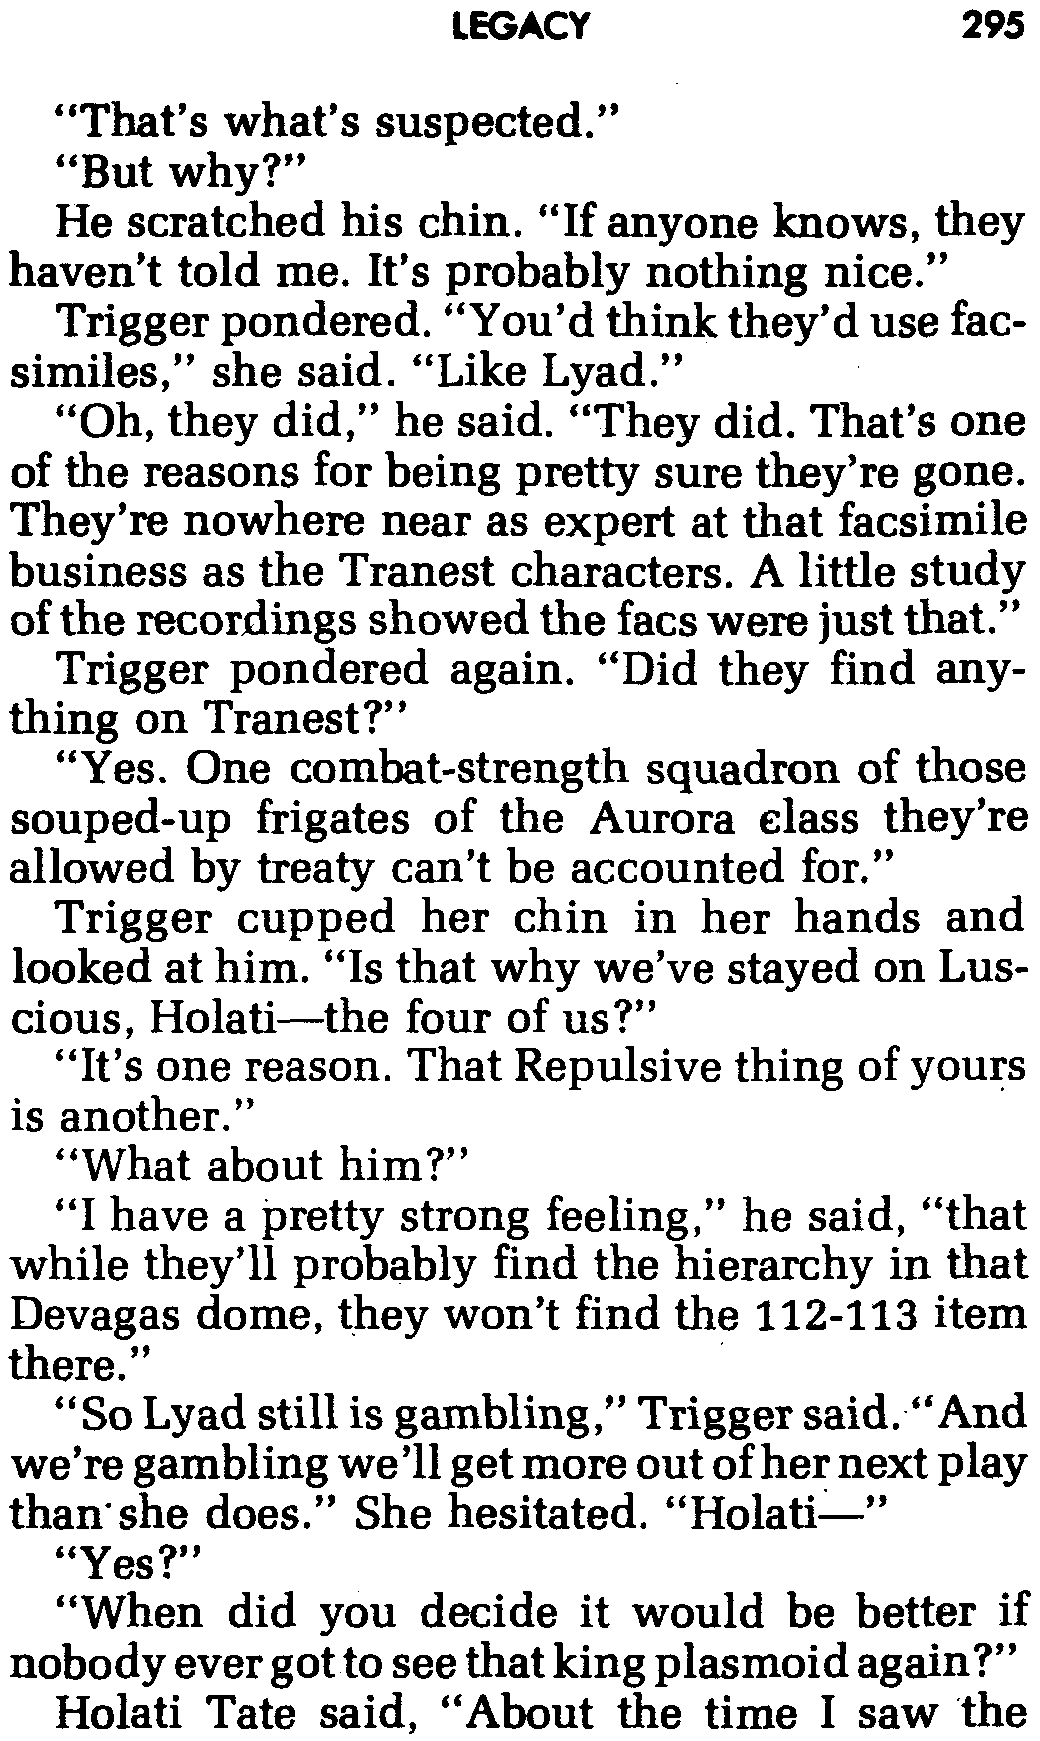 LEGACY 295
“That’s what’s suspected.”
“But why?”
He scratched his chin. “If anyone knows, they
haven’t told me. It’s probably nothing nice.”
Trigger pondered. “You’d think they’d use fac-
similes,” she said. “Like Lyad.”
“Oh, they did,” he said. “They did. That’s one
of the reasons for being pretty sure they’re gone.
They’re nowhere near as expert at that facsimile
business as the Tranest characters. A little study
of the recordings showed the facs were just that.”
Trigger pondered again. “Did they find any-
thing on Tranest?”
“Yes. One combat-strength squadron of those
souped-up frigates of the Aurora class they’re
allowed by treaty can’t be accounted for.”
Trigger cupped her chin in her hands and
looked at him. “Is that why we’ve stayed on Lus-
cious, Holati—the four of us?”
“It’s one reason. That Repulsive thing of yours
is another.”
“What about him?”
“I have a pretty strong feeling,” he said, “that
while they’ll probably find the hierarchy in that
Devagas dome, they won’t find the 112-113 item
there.”
“So Lyad still is gambling,” Trigger said. “And
we’re gambling we’ll get more out of her next play
than she does.” She hesitated. “Holati—”
“Yes?”
“When did you decide it would be better if
nobody ever got to see that king plasmoid again?”
Holati Tate said, “About the time I saw the